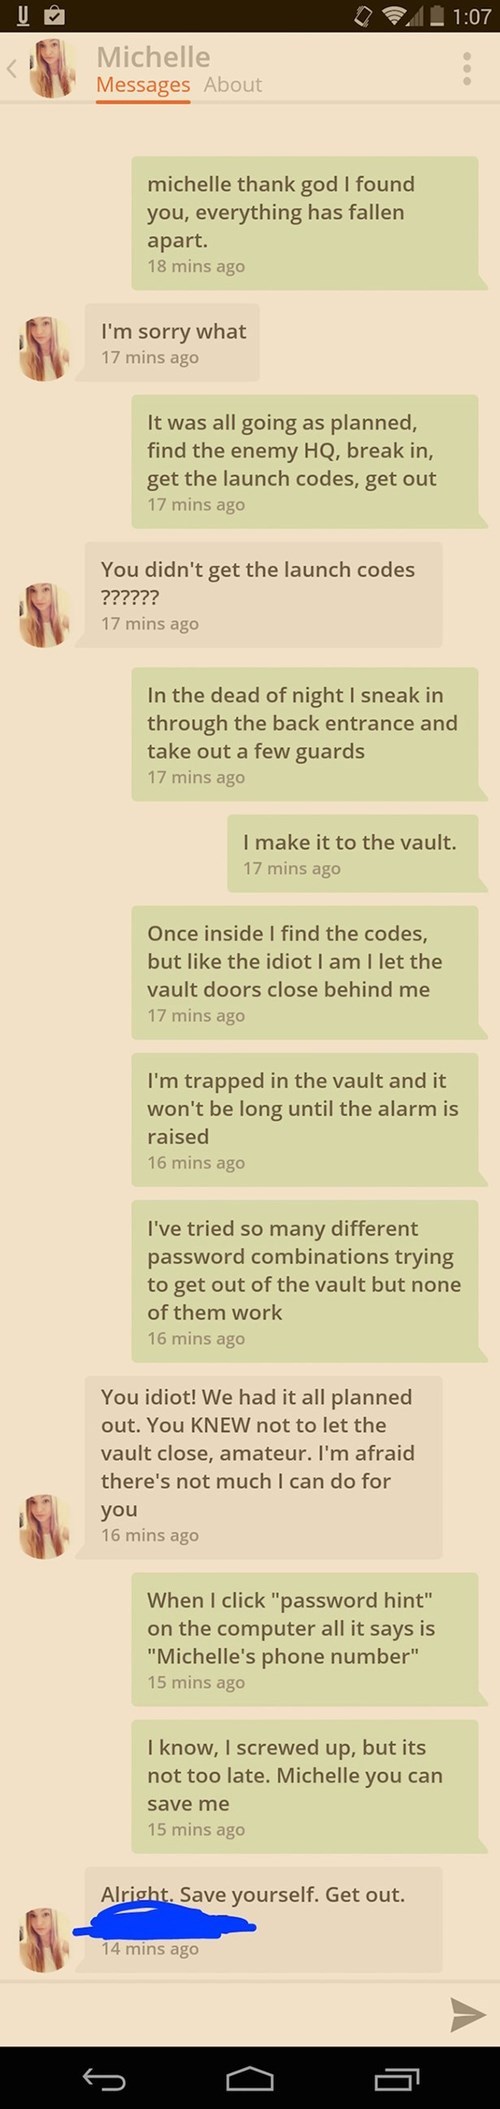 1:07
Michelle
Messages About
michelle thank god I found
you, everything has fallen
apart.
18 mins ago
I'm sorry what
17 mins ago
It was all going as planned,
find the enemy HQ, break in,
get the launch codes, get out
17 mins ago
You didn't get the launch codes
??????
17 mins ago
In the dead of night I sneak in
through the back entrance and
take out a few guards
17 mins ago
I make it to the vault.
17 mins ago
Once inside I find the codes,
but like the idiot I am I let the
vault doors close behind me
17 mins ago
I'm trapped in the vault and it
won't be long until the alarm is
raised
16 mins ago
I've tried so many different
password combinations trying
to get out of the vault but none
of them work
16 mins ago
You idiot! We had it all planned
out. You KNEW not to let the
vault close, amateur. I'm afraid
there's not much I can do for
you
16 mins ago
When I click "password hint"
on the computer all it says is
"Michelle's phone number"
15 mins ago
I know, I screwed up, but its
not too late. Michelle you can
save me
15 mins ago
Alright. Save yourself. Get out.
14 mins ago